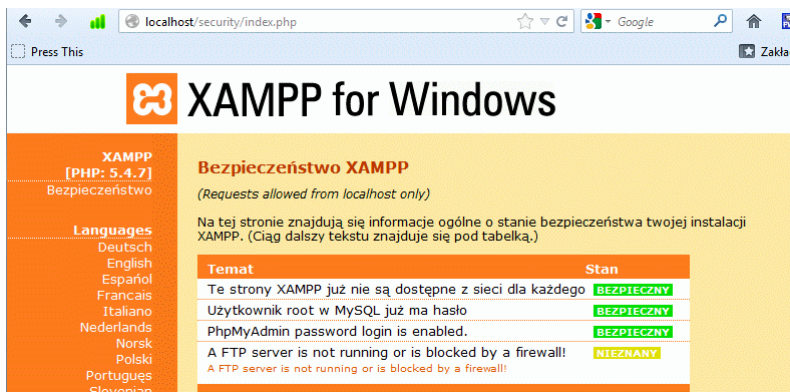 localhost/security/index.php
Google
Press This
Zakła
XAMPP for Windows
XAMPP
[PHP: 5.4.7]
Bezpieczeństwo
Languages
Deutsch
English
Español
Francais
Italiano
Nederlands
Norsk
Polski
Portugues
Slovenian
Bezpieczeństwo XAMPP
(Requests allowed from localhost only)
Na tej stronie znajdują się informacje ogólne o stanie bezpieczeństwa twojej instalacji
XAMPP. (Ciąg dalszy tekstu znajduje się pod tabelką.)
Temat Stan
Te strony XAMPP już nie są dostępne z sieci dla każdego BEZPIECZNY
Użytkownik root w MySQL już ma hasło BEZPIECZNY
PhpMyAdmin password login is enabled. BEZPIECZNY
A FTP server is not running or is blocked by a firewall! NIEZNANY
A FTP server is not running or is blocked by a firewall!